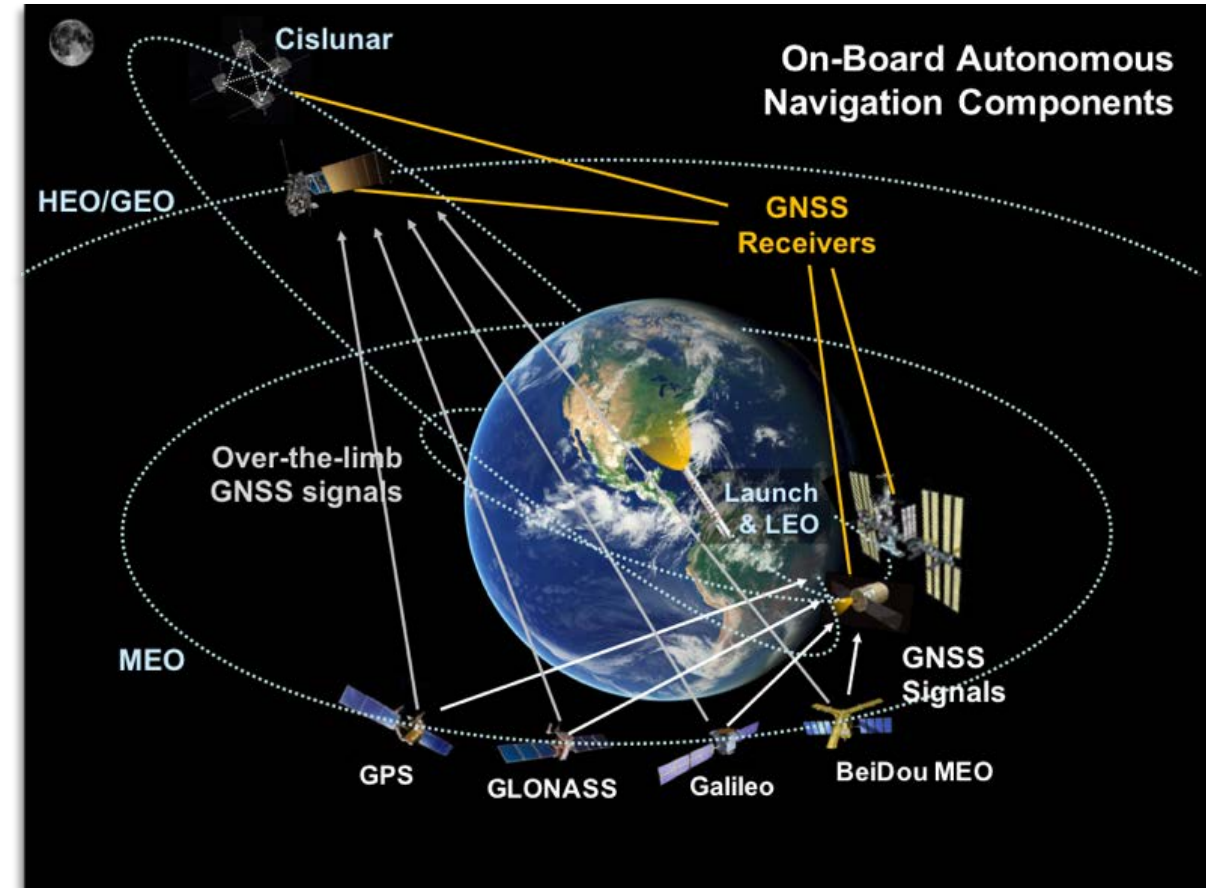 Cislunar
On-Board Autonomous
Navigation Components
HEO/GEO
GNSS
Receivers
Over-the-limb
GNSS signals
Launch
& LEO
MEO
GNSS
Signals
GPS
GLONASS
Galileo
BeiDou MEO